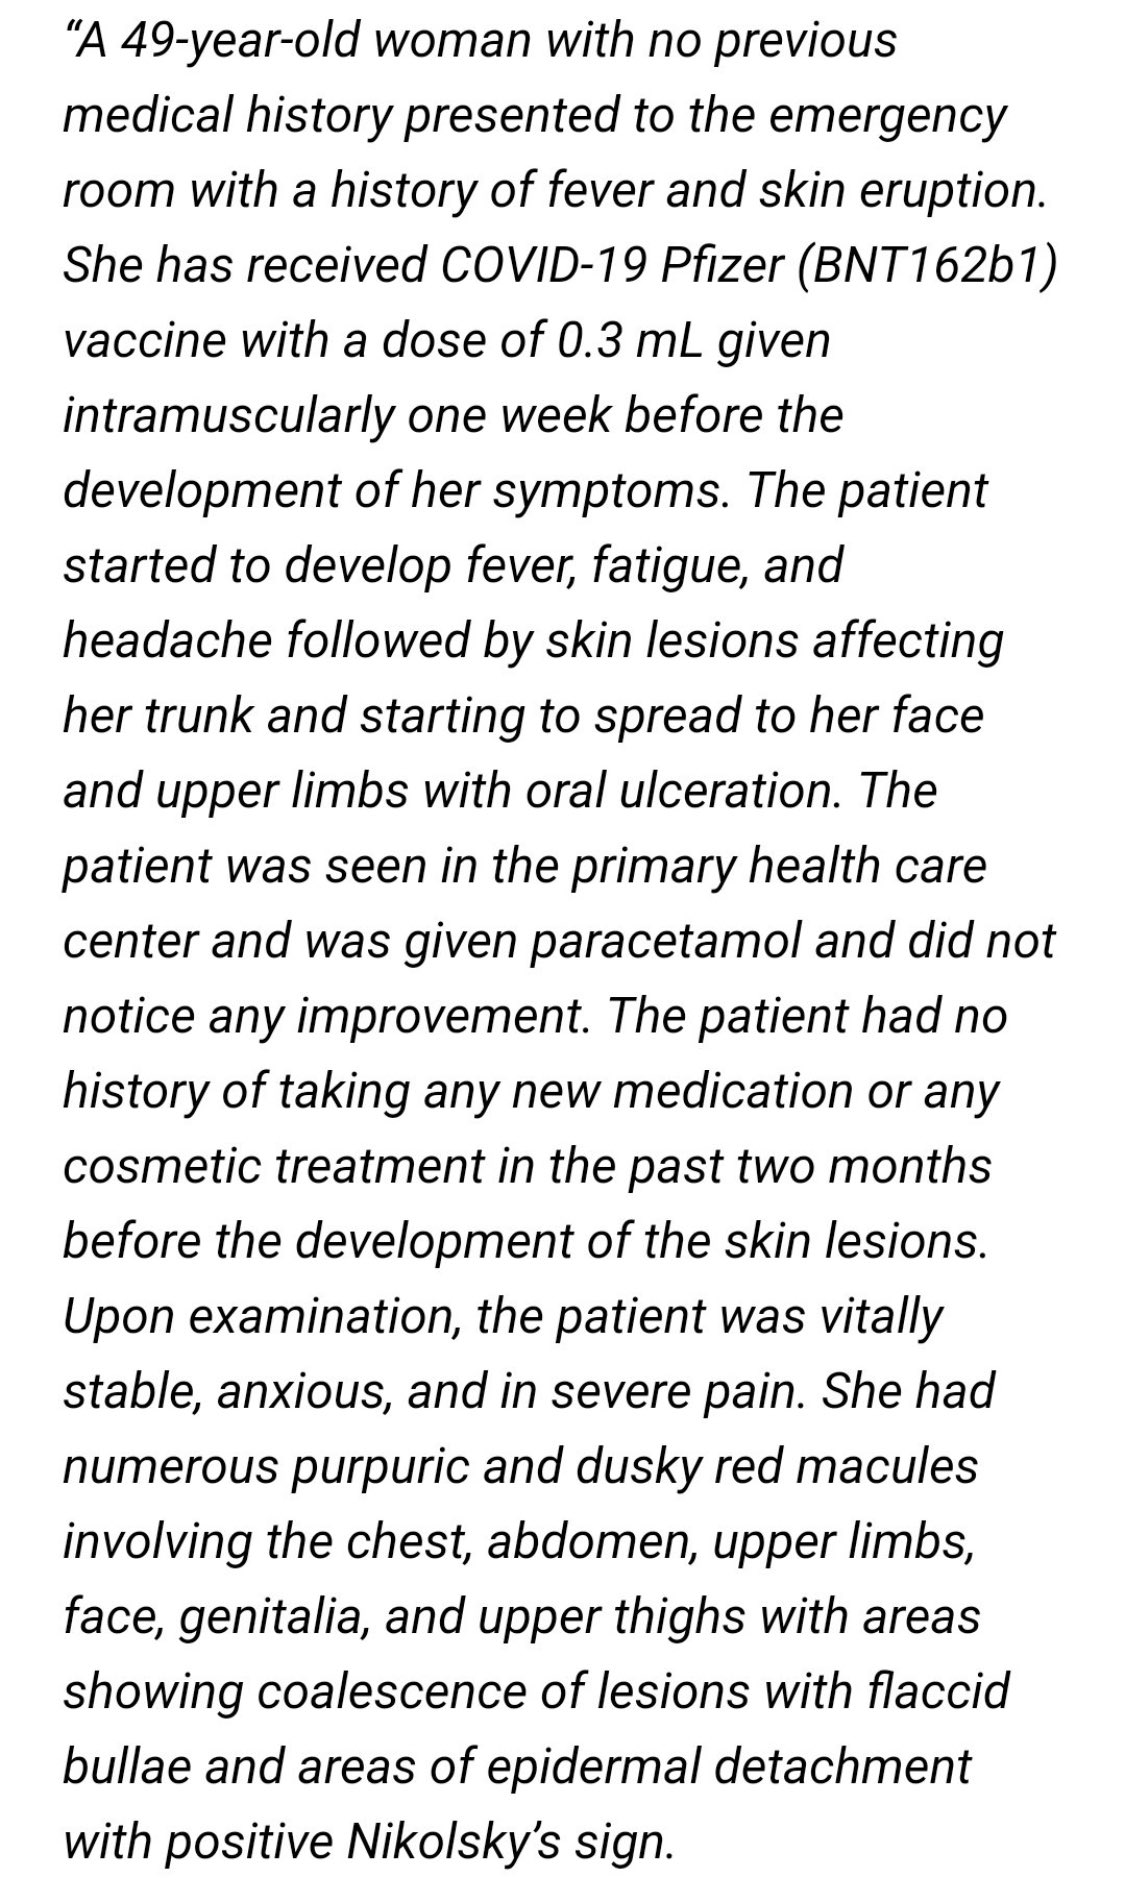 “A 49-year-old woman with no previous
medical history presented to the emergency
room with a history of fever and skin eruption.
She has received COVID-19 Pfizer (BNT162b1)
vaccine with a dose of 0.3 mL given
intramuscularly one week before the
development of her symptoms. The patient
started to develop fever, fatigue, and
headache followed by skin lesions affecting
her trunk and starting to spread to her face
and upper limbs with oral ulceration. The
patient was seen in the primary health care
center and was given paracetamol and did not
notice any improvement. The patient had no
history of taking any new medication or any
cosmetic treatment in the past two months
before the development of the skin lesions.
Upon examination, the patient was vitally
stable, anxious, and in severe pain. She had
numerous purpuric and dusky red macules
involving the chest, abdomen, upper limbs,
face, genitalia, and upper thighs with areas
showing coalescence of lesions with flaccid
bullae and areas of epidermal detachment
with positive Nikolsky’s sign.